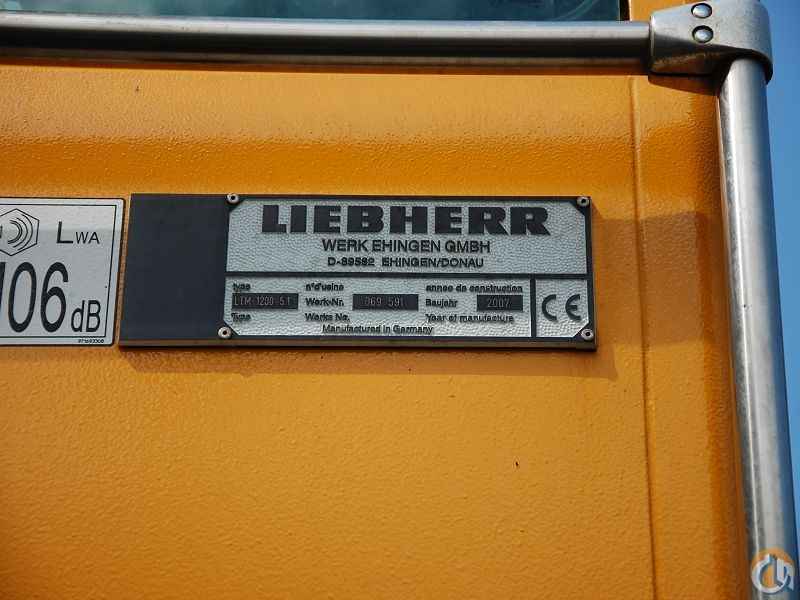 LWA
106 dB
LIEBHERR
WERK EHINGEN GMBH
D-89582 EHINGEN/DONAU
type n°d'usine annee de construction
LTM-1200-5.1 Werk-Nr. 069 591 Baujahr 2007
Type Works No. Year of manufacture
Manufactured in Germany
CE